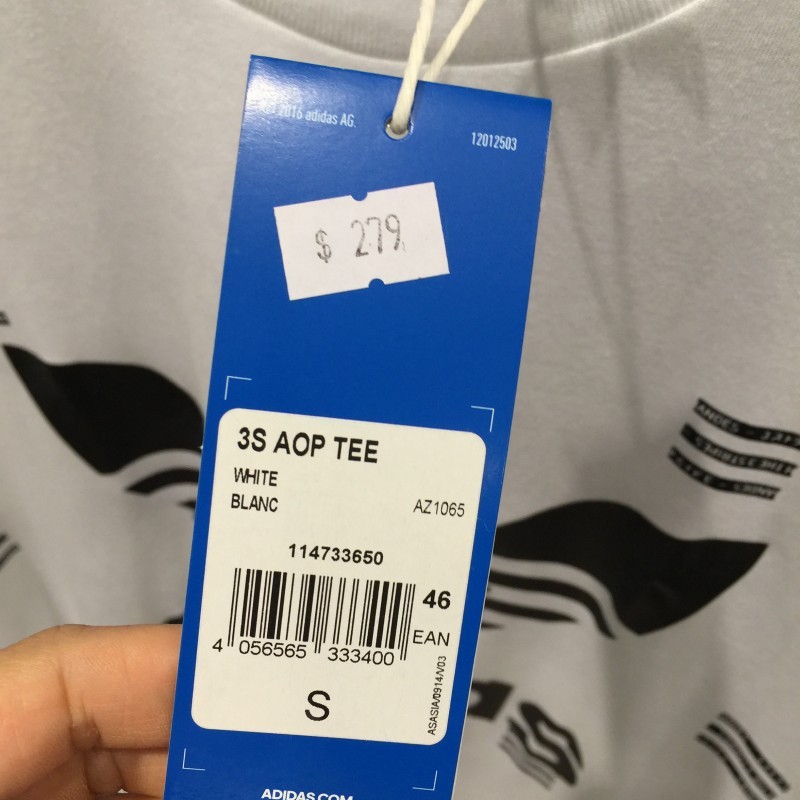 2016 adidas AG.
12012503
$ 279
3S AOP TEE
WHITE
BLANC
AZ1065
114733650
46
EAN
4 056565 333400
ASASIA/0914/V03
S
ADIDAS.COM